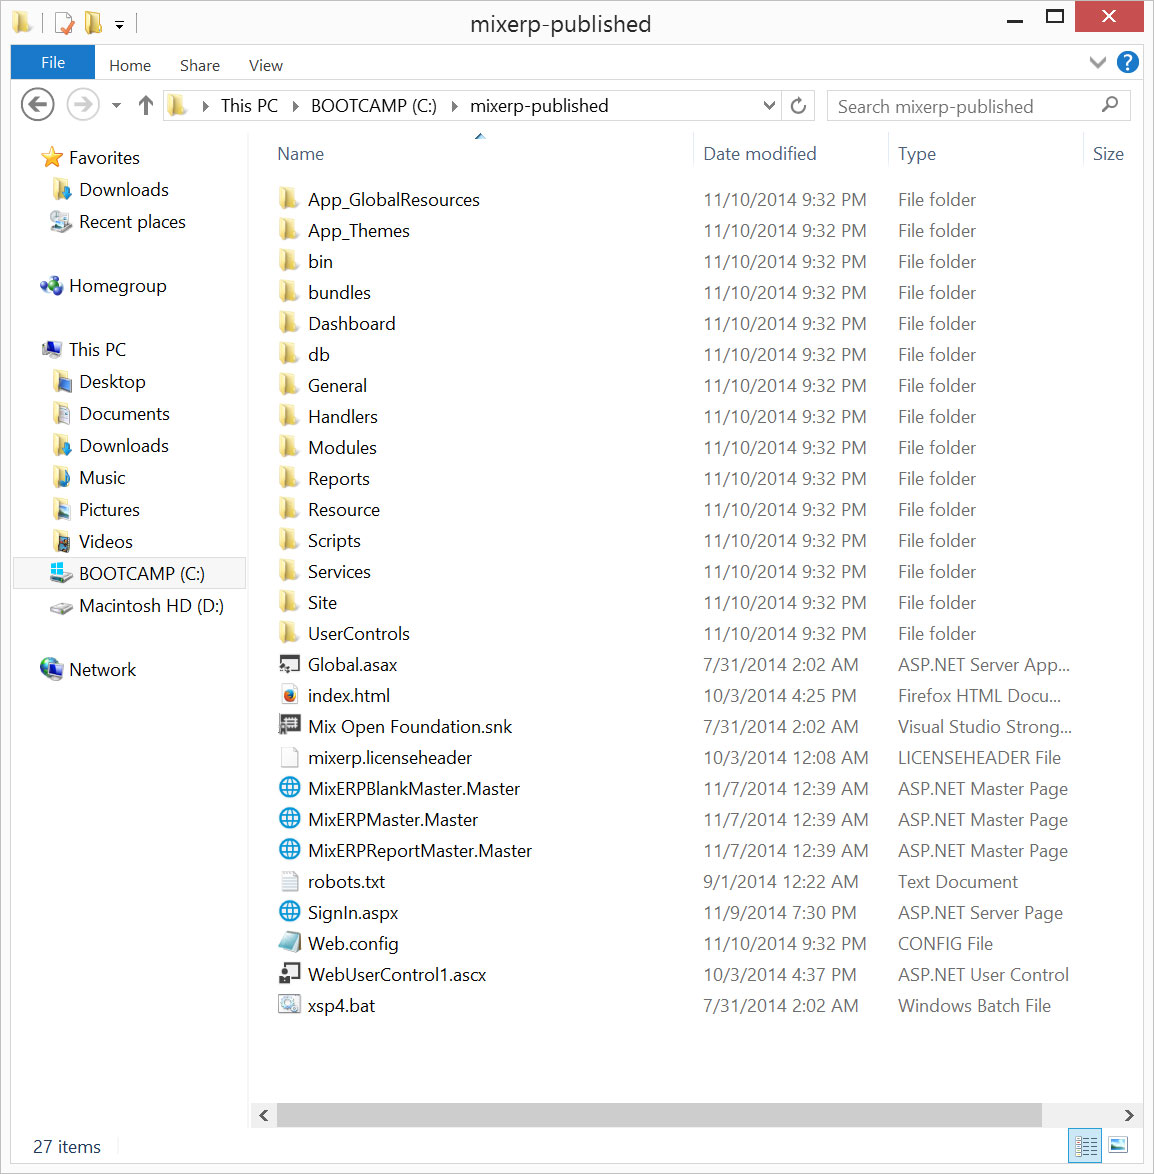 mixerp-published
File Home Share View
This PC BOOTCAMP (C:) mixerp-published Search mixerp-published
Name Date modified Type Size
Favorites
Downloads
Recent places
Homegroup
This PC
Desktop
Documents
Downloads
Music
Pictures
Videos
BOOTCAMP (C:)
Macintosh HD (D:)
Network
App_GlobalResources 11/10/2014 9:32 PM File folder
App_Themes 11/10/2014 9:32 PM File folder
bin 11/10/2014 9:32 PM File folder
bundles 11/10/2014 9:32 PM File folder
Dashboard 11/10/2014 9:32 PM File folder
db 11/10/2014 9:32 PM File folder
General 11/10/2014 9:32 PM File folder
Handlers 11/10/2014 9:32 PM File folder
Modules 11/10/2014 9:32 PM File folder
Reports 11/10/2014 9:32 PM File folder
Resource 11/10/2014 9:32 PM File folder
Scripts 11/10/2014 9:32 PM File folder
Services 11/10/2014 9:32 PM File folder
Site 11/10/2014 9:32 PM File folder
UserControls 11/10/2014 9:32 PM File folder
Global.asax 7/31/2014 2:02 AM ASP.NET Server App...
index.html 10/3/2014 4:25 PM Firefox HTML Docu...
Mix Open Foundation.snk 7/31/2014 2:02 AM Visual Studio Strong...
mixerp.licenseheader 10/3/2014 12:08 AM LICENSEHEADER File
MixERPBlankMaster.Master 11/7/2014 12:39 AM ASP.NET Master Page
MixERPMaster.Master 11/7/2014 12:39 AM ASP.NET Master Page
MixERPReportMaster.Master 11/7/2014 12:39 AM ASP.NET Master Page
robots.txt 9/1/2014 12:22 AM Text Document
SignIn.aspx 11/9/2014 7:30 PM ASP.NET Server Page
Web.config 11/10/2014 9:32 PM CONFIG File
WebUserControl1.ascx 10/3/2014 4:37 PM ASP.NET User Control
xsp4.bat 7/31/2014 2:02 AM Windows Batch File
27 items